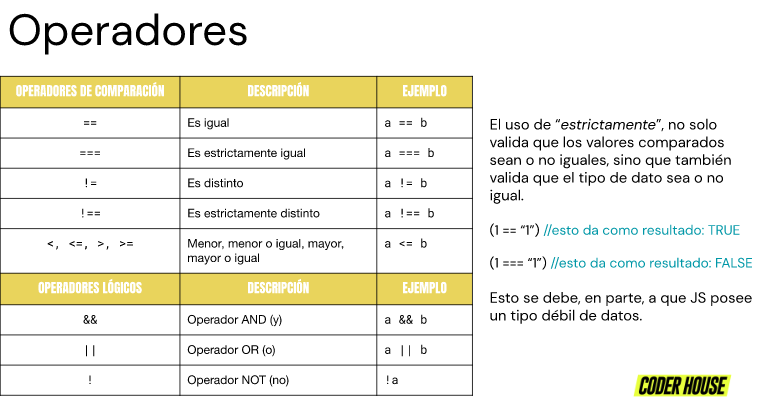 Operadores
OPERADORES DE COMPARACIÓN DESCRIPCIÓN EJEMPLO
== Es igual a == b
=== Es estrictamente igual a === b
!= Es distinto a != b
!== Es estrictamente distinto a !== b
<, <=, >, >= Menor, menor o igual, mayor, a <= b
mayor o igual
OPERADORES LÓGICOS DESCRIPCIÓN EJEMPLO
&& Operador AND (y) a && b
|| Operador OR (o) a || b
! Operador NOT (no) !a
El uso de “estrictamente”, no solo
valida que los valores comparados
sean o no iguales, sino que también
valida que el tipo de dato sea o no
igual.
(1 == “1”) //esto da como resultado: TRUE
(1 === “1”) //esto da como resultado: FALSE
Esto se debe, en parte, a que JS posee
un tipo débil de datos.
CODER HOUSE